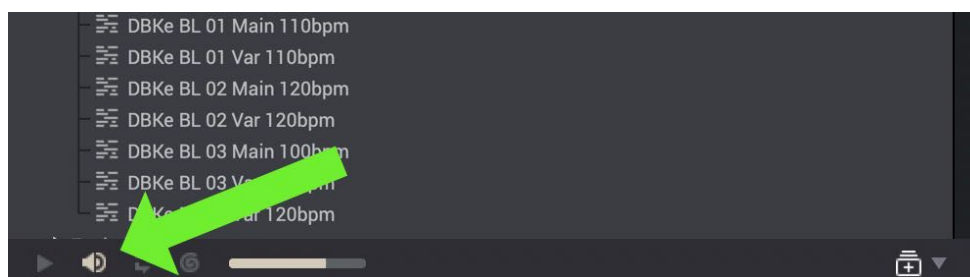 DBKe BL 01 Main 110bpm
DBKe BL 01 Var 110bpm
DBKe BL 02 Main 120bpm
DBKe BL 02 Var 120bpm
DBKe BL 03 Main 100bpm
DBKe BL 03
120bpm